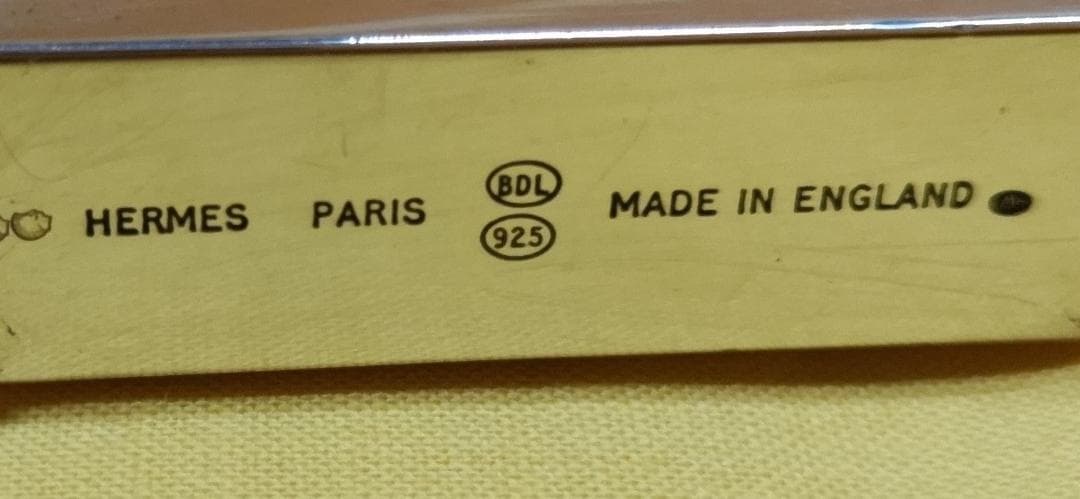 HERMES PARIS
BDL
925
MADE IN ENGLAND